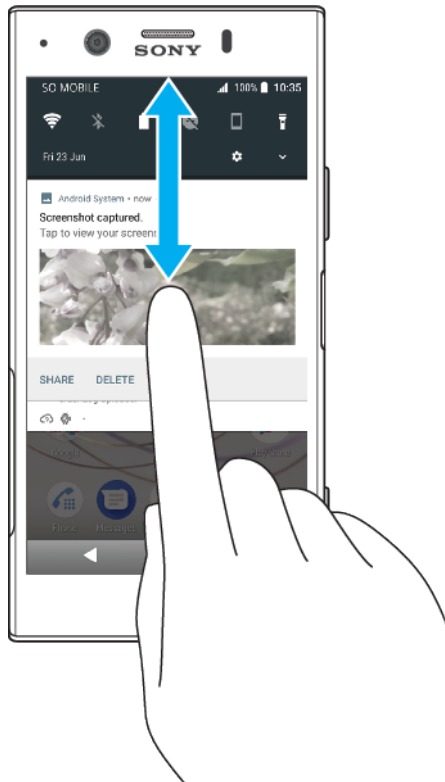 SONY
SO MOBILE 100% 10:35
Fri 23 Jun
Android System • now
Screenshot captured.
Tap to view your screens
SHARE DELETE
Google
Phone Messages